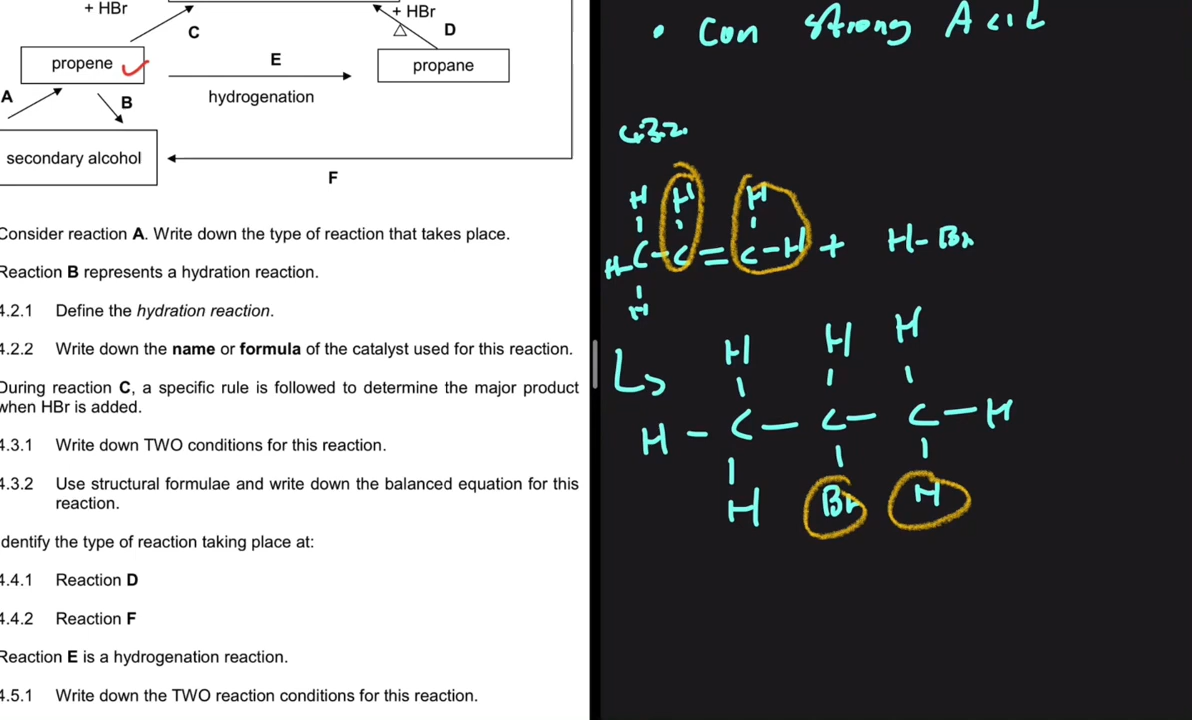 + HBr
+ HBr
C
D
propene
E
propane
A
B
hydrogenation
secondary alcohol
F
Consider reaction A. Write down the type of reaction that takes place.
Reaction B represents a hydration reaction.
4.2.1 Define the hydration reaction.
4.2.2 Write down the name or formula of the catalyst used for this reaction.
During reaction C, a specific rule is followed to determine the major product
when HBr is added.
4.3.1 Write down TWO conditions for this reaction.
4.3.2 Use structural formulae and write down the balanced equation for this
reaction.
Identify the type of reaction taking place at:
4.4.1 Reaction D
4.4.2 Reaction F
Reaction E is a hydrogenation reaction.
4.5.1 Write down the TWO reaction conditions for this reaction.
• Con Strong Acid
4.3.2.
H H H
H-C-C=C-H + H-Br
H
H H H
H-C-C-C-H
H Br H